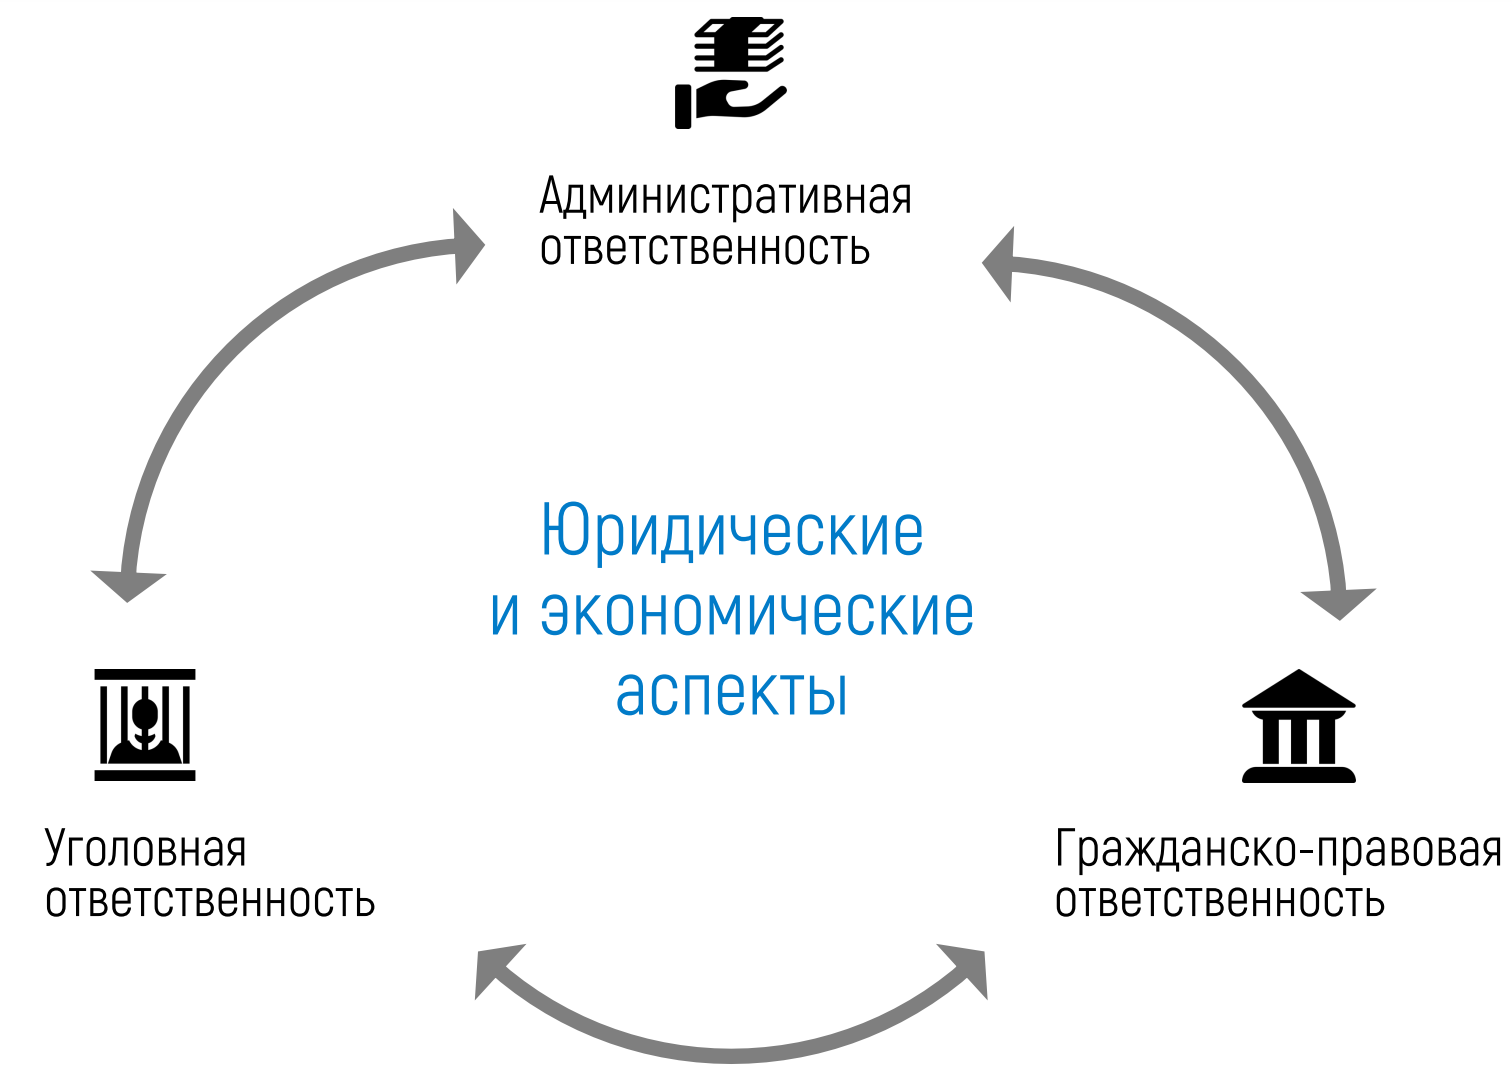 Административная
ответственность
Юридические
и экономические
аспекты
Уголовная
ответственность
Гражданско-правовая
ответственность